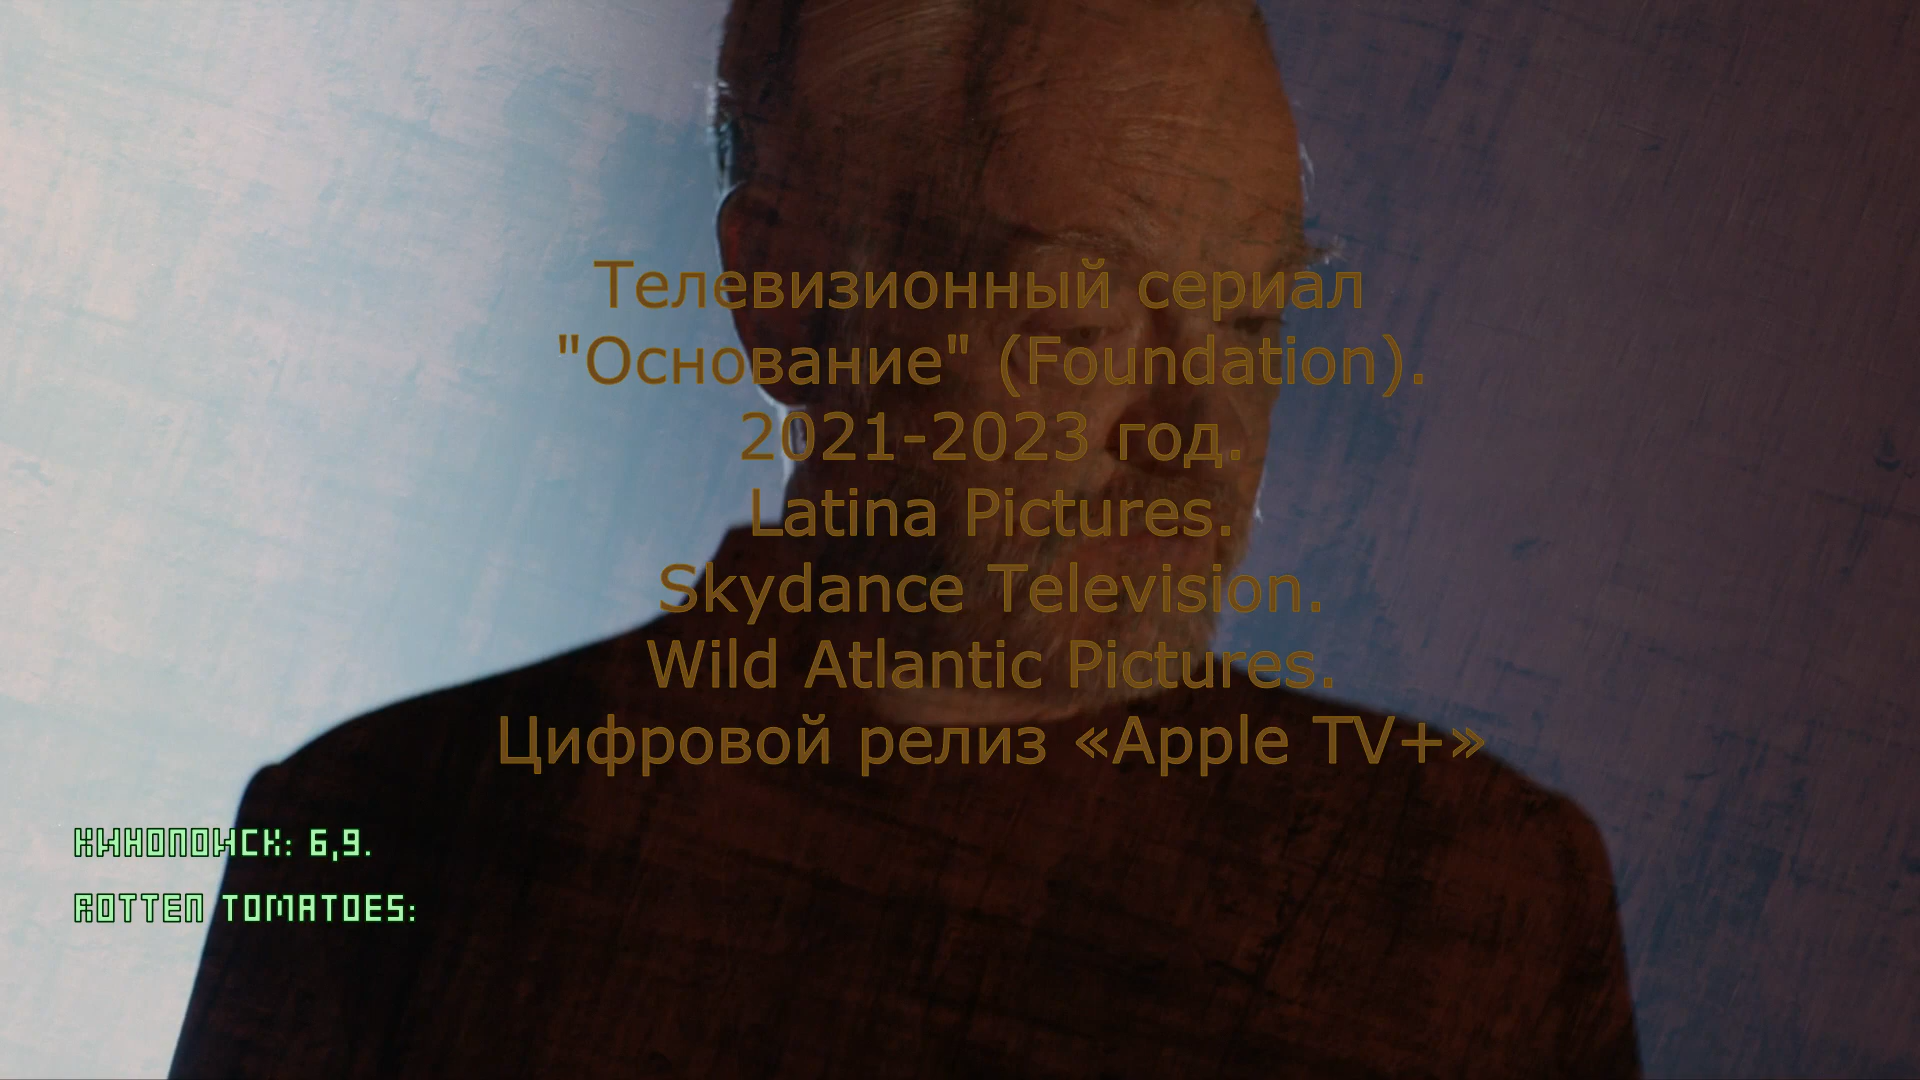 Телевизионный сериал
"Основание" (Foundation).
2021-2023 год.
Latina Pictures.
Skydance Television.
Wild Atlantic Pictures.
Цифровой релиз «Apple TV+»
КИНОПОИСК: 6,9.
ROTTEN TOMATOES: